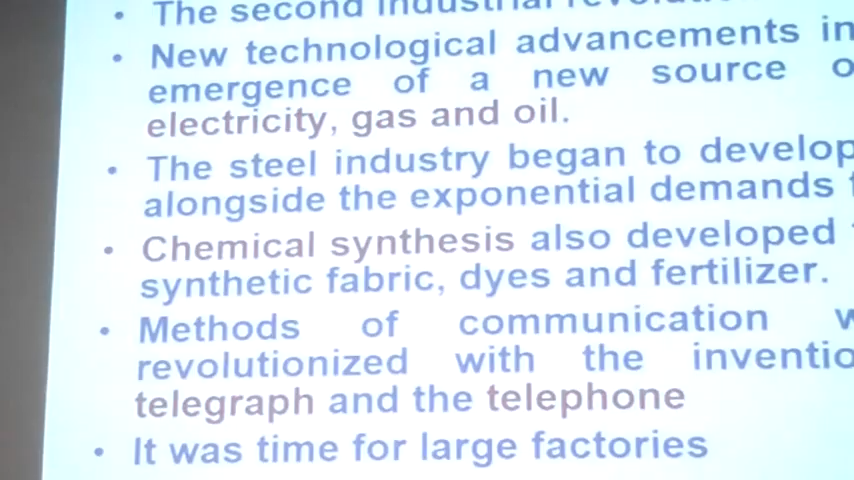 • The second industrial
• New technological advancements in
emergence of a new source
electricity, gas and oil.
• The steel industry began to develop
alongside the exponential demands
• Chemical synthesis also developed
synthetic fabric, dyes and fertilizer.
• Methods of communication
revolutionized with the
telegraph and the telephone
• It was time for large factories